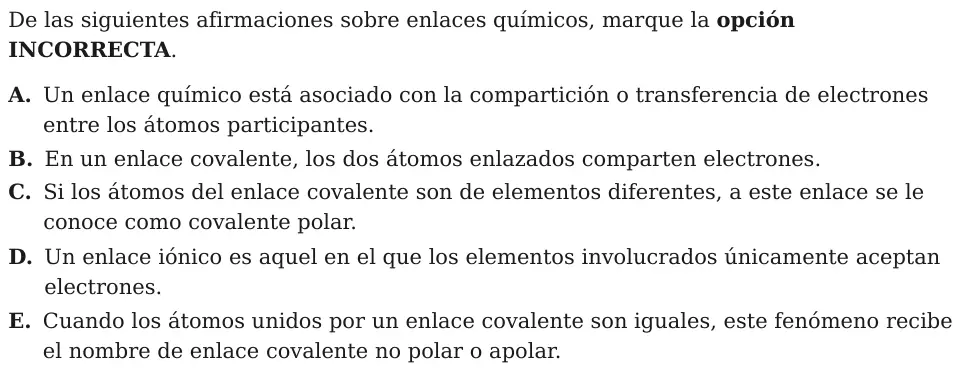 De las siguientes afirmaciones sobre enlaces químicos, marque la opción
INCORRECTA.
A. Un enlace químico está asociado con la compartición o transferencia de electrones
entre los átomos participantes.
B. En un enlace covalente, los dos átomos enlazados comparten electrones.
C. Si los átomos del enlace covalente son de elementos diferentes, a este enlace se le
conoce como covalente polar.
D. Un enlace iónico es aquel en el que los elementos involucrados únicamente aceptan
electrones.
E. Cuando los átomos unidos por un enlace covalente son iguales, este fenómeno recibe
el nombre de enlace covalente no polar o apolar.